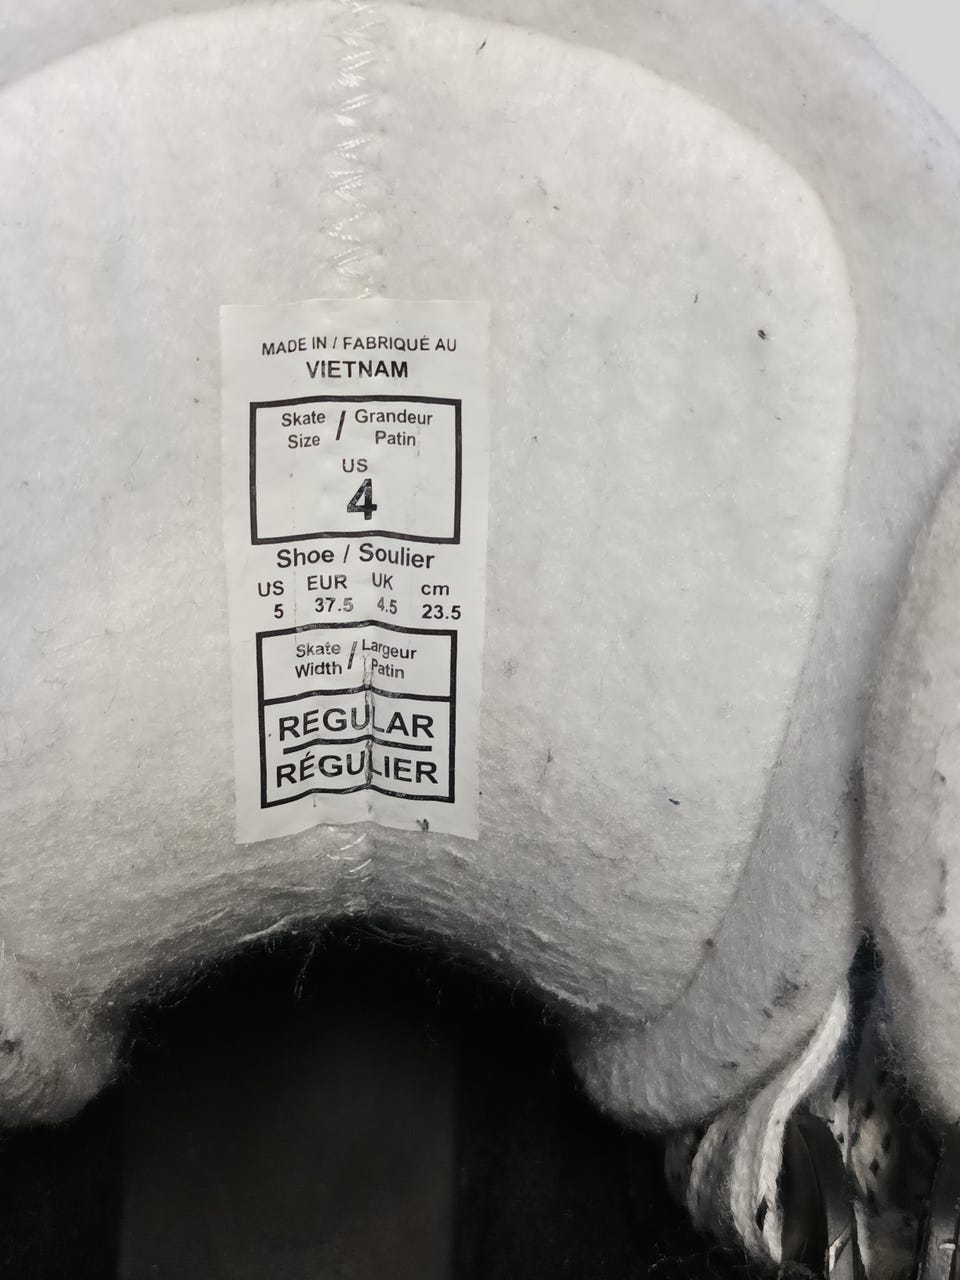 MADE IN / FABRIQUÉ AU
VIETNAM
Skate Size / Grandeur Patin
US
4
Shoe / Soulier
US EUR UK cm
5 37.5 4.5 23.5
Skate Width / Largeur Patin
REGULAR
RÉGULIER